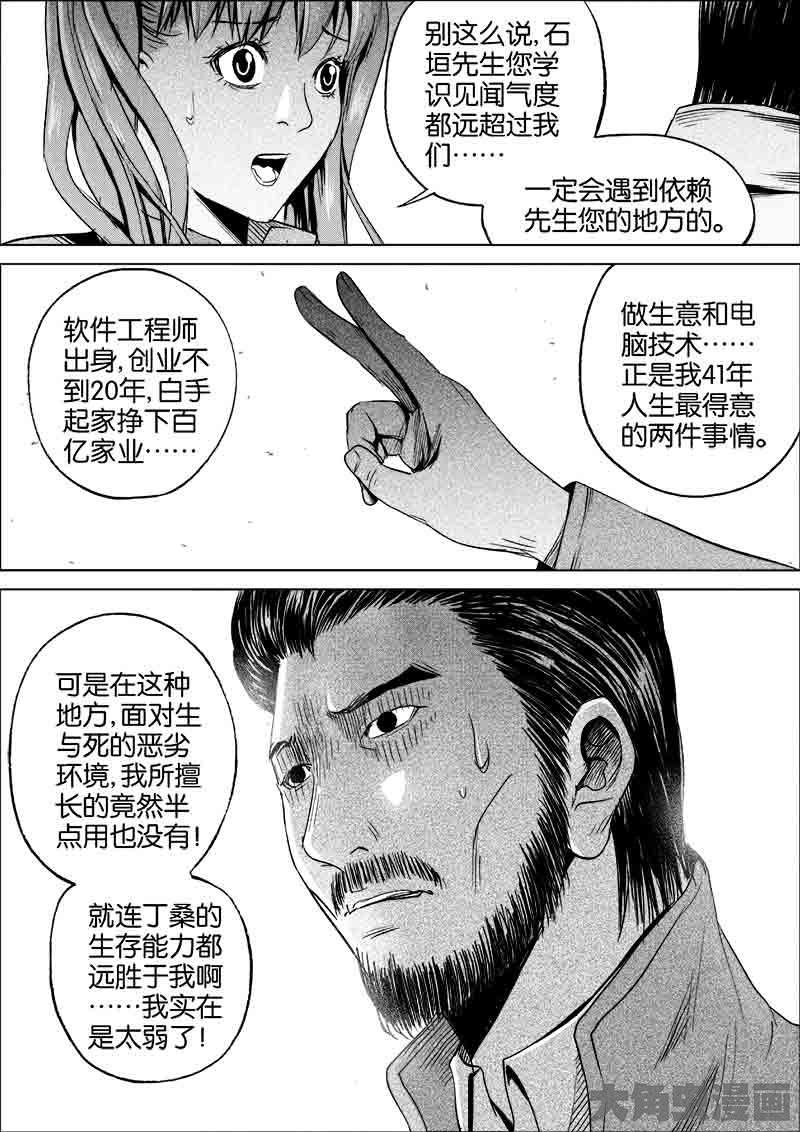 别这么说,石
垣先生您学
识见闻气度
都远超过我
们……
一定会遇到依赖
先生您的地方的。
做生意和电
脑技术……
正是我41年
人生最得意
的两件事情。
软件工程师
出身,创业不
到20年,白手
起家挣下百
亿家业……
可是在这种
地方,面对生
与死的恶劣
环境,我所擅
长的竟然半
点用也没有!
就连丁桑的
生存能力都
远胜于我啊
……我实在
是太弱了!
大角虫漫画